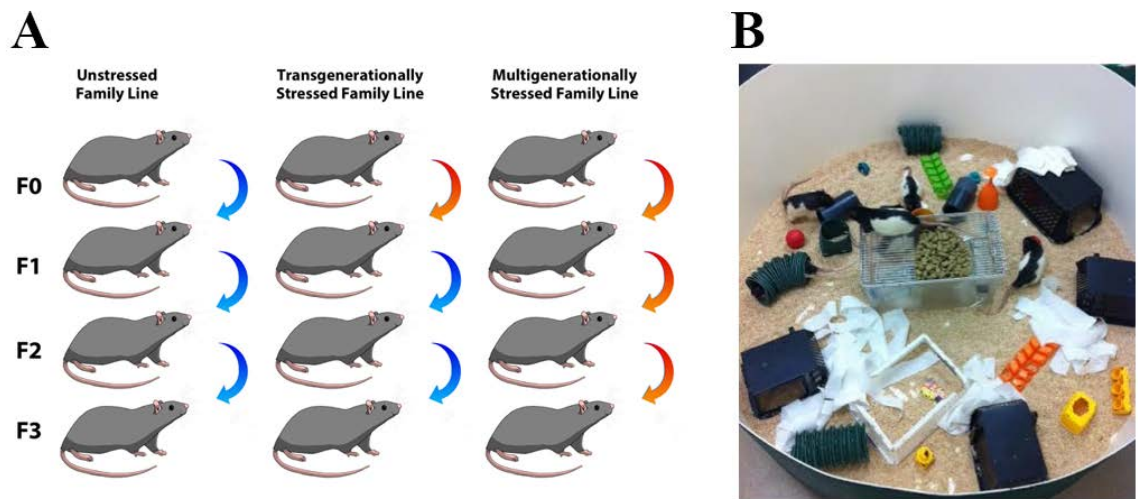 A
B
Unstressed
Family Line
Transgenerationally
Stressed Family Line
Multigenerationally
Stressed Family Line
F0
F1
F2
F3